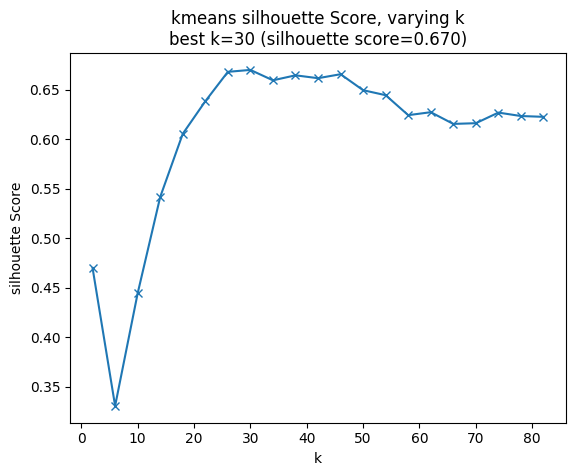 kmeans silhouette Score, varying k
best k=30 (silhouette score=0.670)
silhouette Score
0.65
0.60
0.55
0.50
0.45
0.40
0.35
0 10 20 30 40 50 60 70 80
k